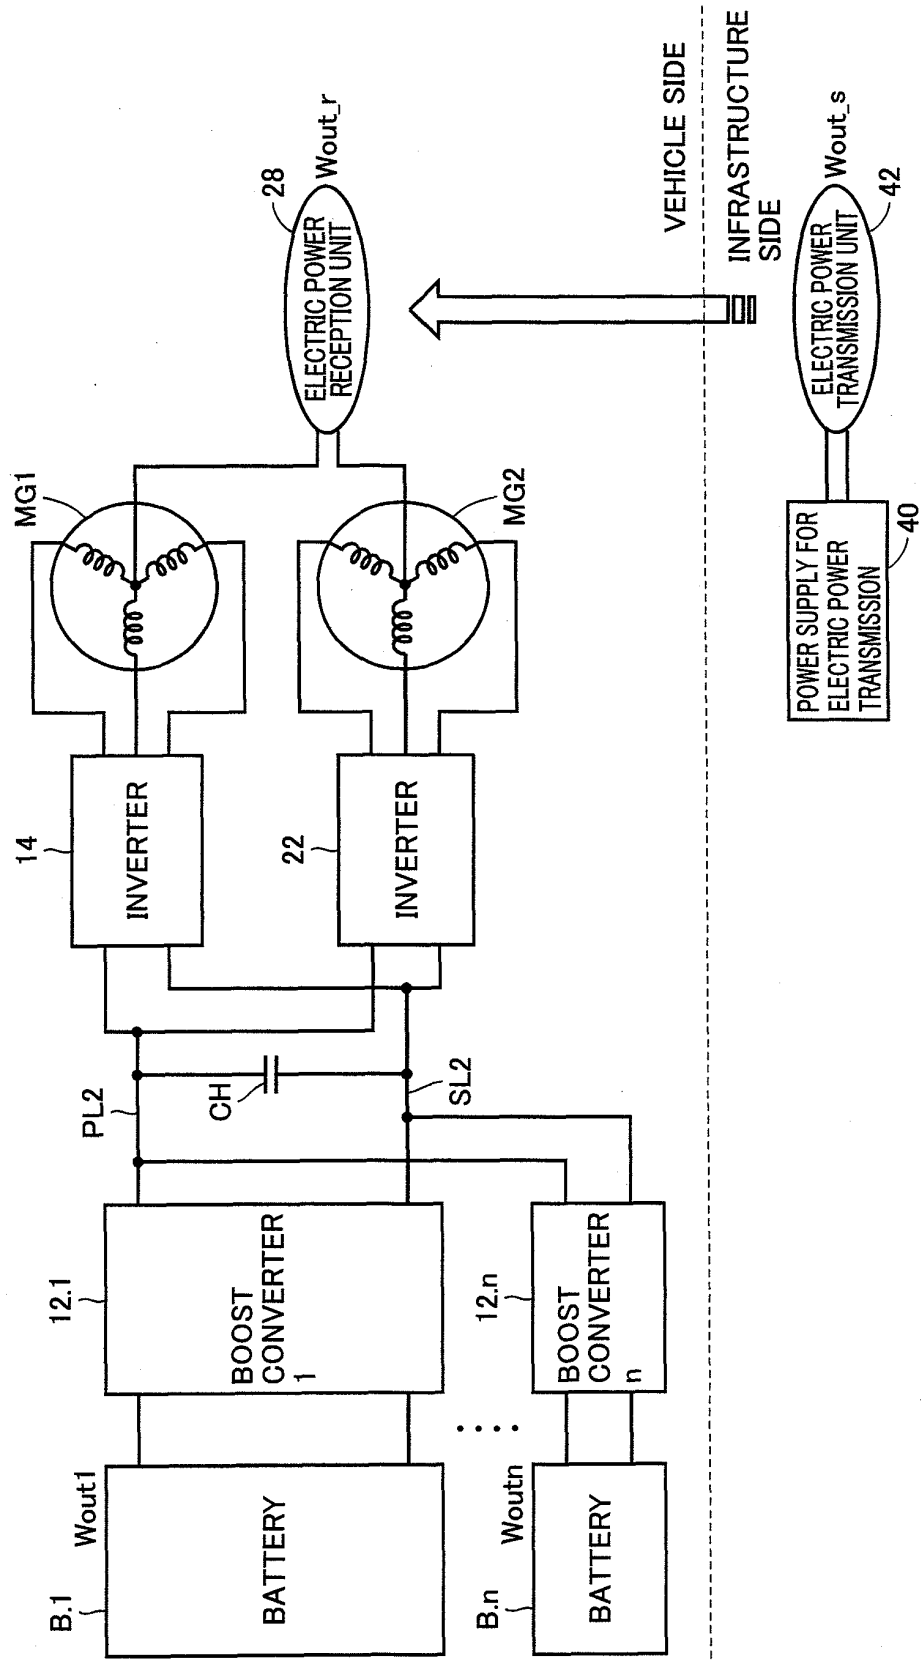 B.1
Wout1
BATTERY
12.1
BOOST
CONVERTER
1
PL2
CH
SL2
14
INVERTER
MG1
22
INVERTER
MG2
28
ELECTRIC POWER
RECEPTION UNIT
Wout_r
B.n
Woutn
BATTERY
12.n
BOOST
CONVERTER
n
VEHICLE SIDE
INFRASTRUCTURE
SIDE
POWER SUPPLY FOR
ELECTRIC POWER
TRANSMISSION
40
ELECTRIC POWER
TRANSMISSION UNIT
42
Wout_s